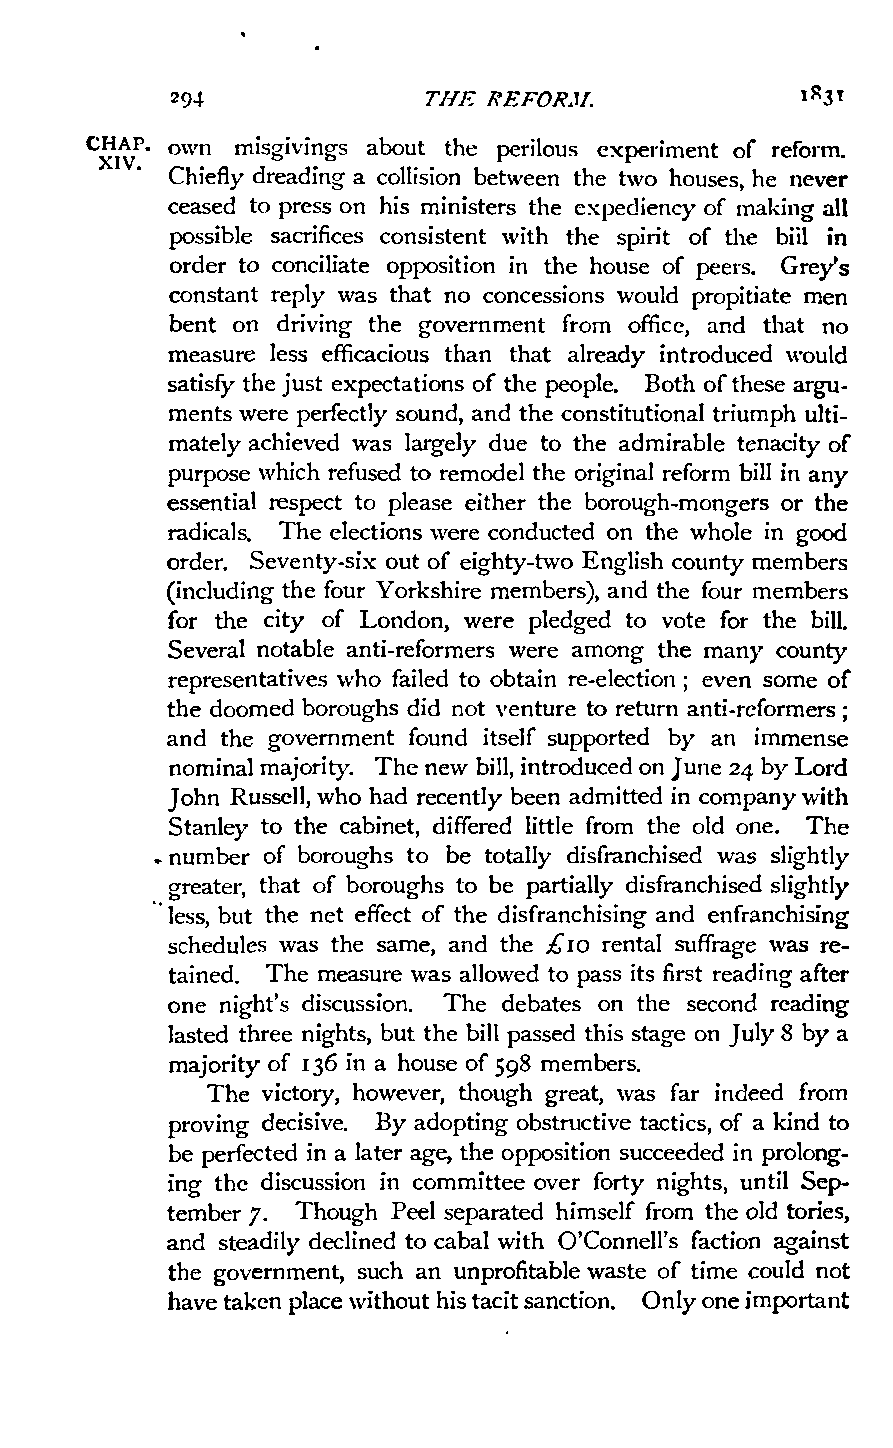 294 THE REFORM. 1831
CHAP. XIV.
own misgivings about the perilous experiment of reform.
Chiefly dreading a collision between the two houses, he never
ceased to press on his ministers the expediency of making all
possible sacrifices consistent with the spirit of the bill in
order to conciliate opposition in the house of peers. Grey's
constant reply was that no concessions would propitiate men
bent on driving the government from office, and that no
measure less efficacious than that already introduced would
satisfy the just expectations of the people. Both of these argu-
ments were perfectly sound, and the constitutional triumph ulti-
mately achieved was largely due to the admirable tenacity of
purpose which refused to remodel the original reform bill in any
essential respect to please either the borough-mongers or the
radicals. The elections were conducted on the whole in good
order. Seventy-six out of eighty-two English county members
(including the four Yorkshire members), and the four members
for the city of London, were pledged to vote for the bill.
Several notable anti-reformers were among the many county
representatives who failed to obtain re-election ; even some of
the doomed boroughs did not venture to return anti-reformers ;
and the government found itself supported by an immense
nominal majority. The new bill, introduced on June 24 by Lord
John Russell, who had recently been admitted in company with
Stanley to the cabinet, differed little from the old one. The
number of boroughs to be totally disfranchised was slightly
greater, that of boroughs to be partially disfranchised slightly
less, but the net effect of the disfranchising and enfranchising
schedules was the same, and the £10 rental suffrage was re-
tained. The measure was allowed to pass its first reading after
one night's discussion. The debates on the second reading
lasted three nights, but the bill passed this stage on July 8 by a
majority of 136 in a house of 598 members.
The victory, however, though great, was far indeed from
proving decisive. By adopting obstructive tactics, of a kind to
be perfected in a later age, the opposition succeeded in prolong-
ing the discussion in committee over forty nights, until Sep-
tember 7. Though Peel separated himself from the old tories,
and steadily declined to cabal with O'Connell's faction against
the government, such an unprofitable waste of time could not
have taken place without his tacit sanction. Only one important